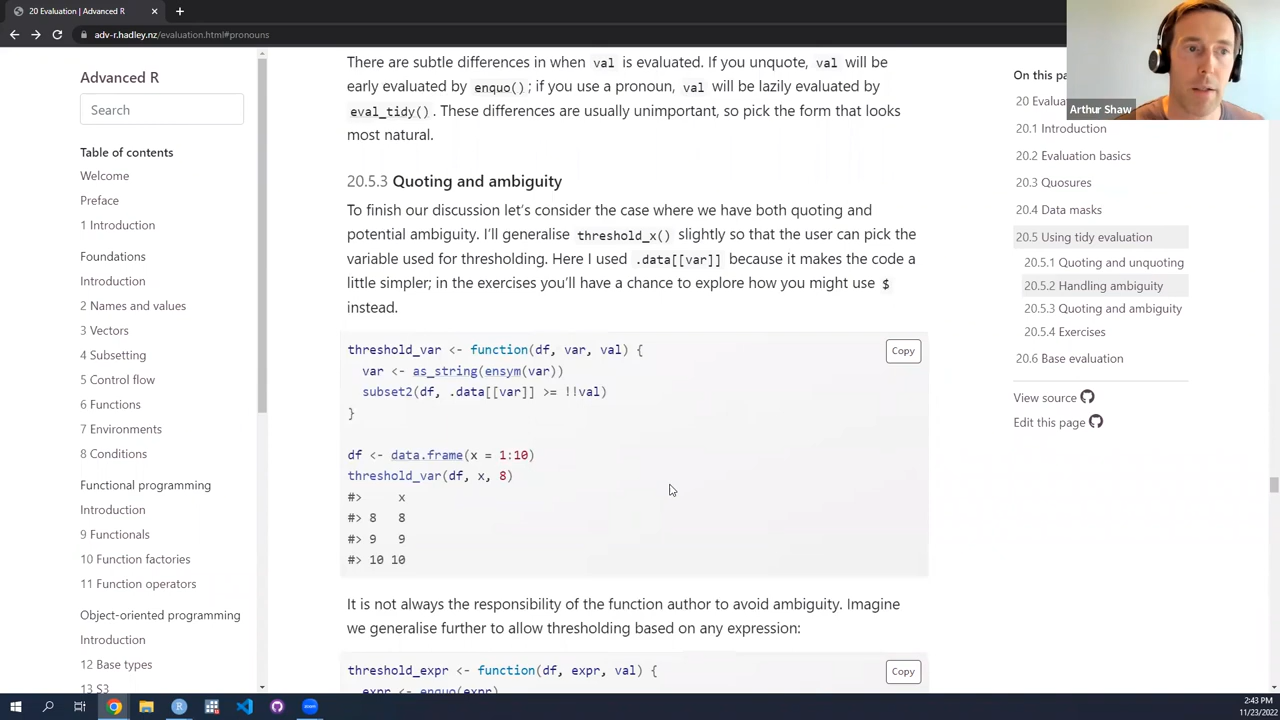 20 Evaluation | Advanced R
adv-r.hadley.nz/evaluation.html#pronouns
Arthur Shaw
Advanced R
Search
Table of contents
Welcome
Preface
1 Introduction
Foundations
Introduction
2 Names and values
3 Vectors
4 Subsetting
5 Control flow
6 Functions
7 Environments
8 Conditions
Functional programming
Introduction
9 Functionals
10 Function factories
11 Function operators
Object-oriented programming
Introduction
12 Base types
13 S3
There are subtle differences in when val is evaluated. If you unquote, val will be
early evaluated by enquo(); if you use a pronoun, val will be lazily evaluated by
eval_tidy(). These differences are usually unimportant, so pick the form that looks
most natural.
20.5.3 Quoting and ambiguity
To finish our discussion let's consider the case where we have both quoting and
potential ambiguity. I'll generalise threshold_x() slightly so that the user can pick the
variable used for thresholding. Here I used .data[[var]] because it makes the code a
little simpler; in the exercises you'll have a chance to explore how you might use $
instead.
Copy
threshold_var <- function(df, var, val) {
  var <- as_string(ensym(var))
  subset2(df, .data[[var]] >= !!val)
}
df <- data.frame(x = 1:10)
threshold_var(df, x, 8)
#>     x
#> 8   8
#> 9   9
#> 10 10
It is not always the responsibility of the function author to avoid ambiguity. Imagine
we generalise further to allow thresholding based on any expression:
Copy
threshold_expr <- function(df, expr, val) {
  expr <- enquo(expr)
On this pa
20 Evalua
20.1 Introduction
20.2 Evaluation basics
20.3 Quosures
20.4 Data masks
20.5 Using tidy evaluation
20.5.1 Quoting and unquoting
20.5.2 Handling ambiguity
20.5.3 Quoting and ambiguity
20.5.4 Exercises
20.6 Base evaluation
View source
Edit this page
zoom
2:43 PM
11/23/2022